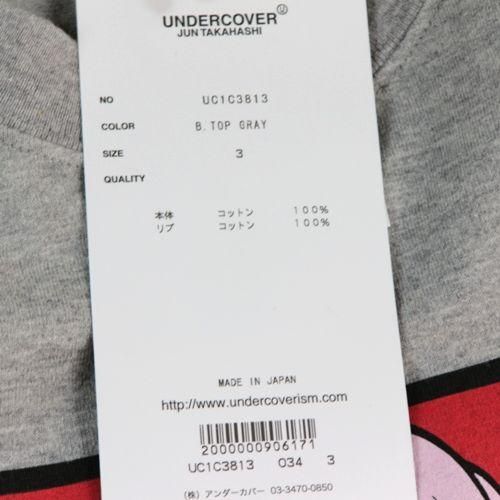 UNDERCOVER®
JUN TAKAHASHI
NO UC1C3813
COLOR B.TOP GRAY
SIZE 3
QUALITY
本体 コットン 100%
リブ コットン 100%
MADE IN JAPAN
http://www.undercoverism.com
2000000906171
UC1C3813 034 3
(株) アンダーカバー 03-3470-0850